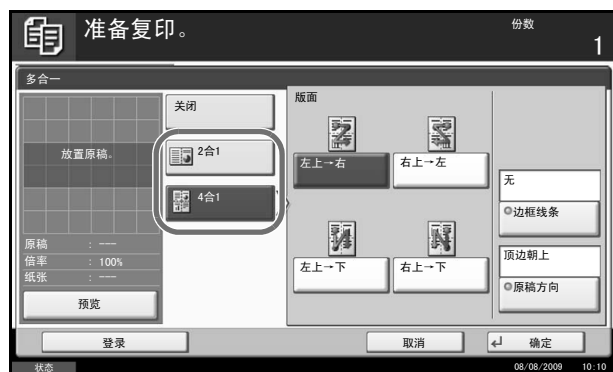 准备复印。
份数
1
多合一
放置原稿。
原稿 : ---
倍率 : 100%
纸张 : ---
预览
关闭
2合1
4合1
版面
左上→右
右上→左
左上→下
右上→下
无
边框线条
顶边朝上
原稿方向
登录
取消
确定
状态
08/08/2009 10:10